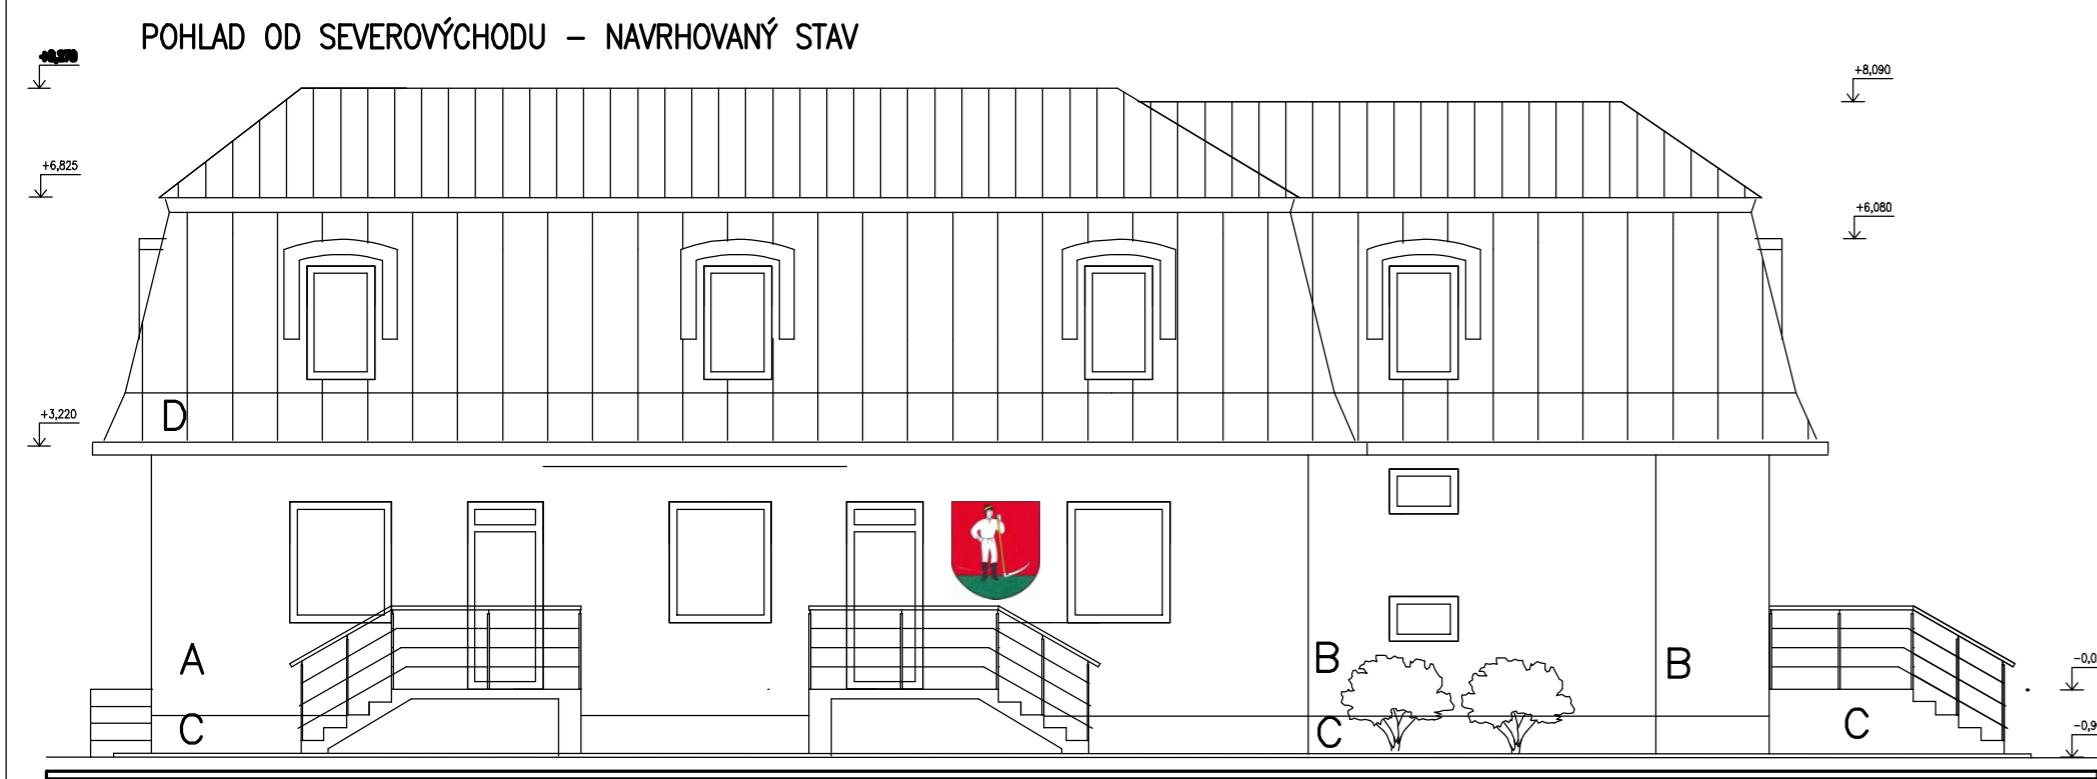 POHLAD OD SEVEROVÝCHODU – NAVRHOVANÝ STAV
+8,090
+6,825
+6,080
+3,220
D
A
B
B
C
C
C